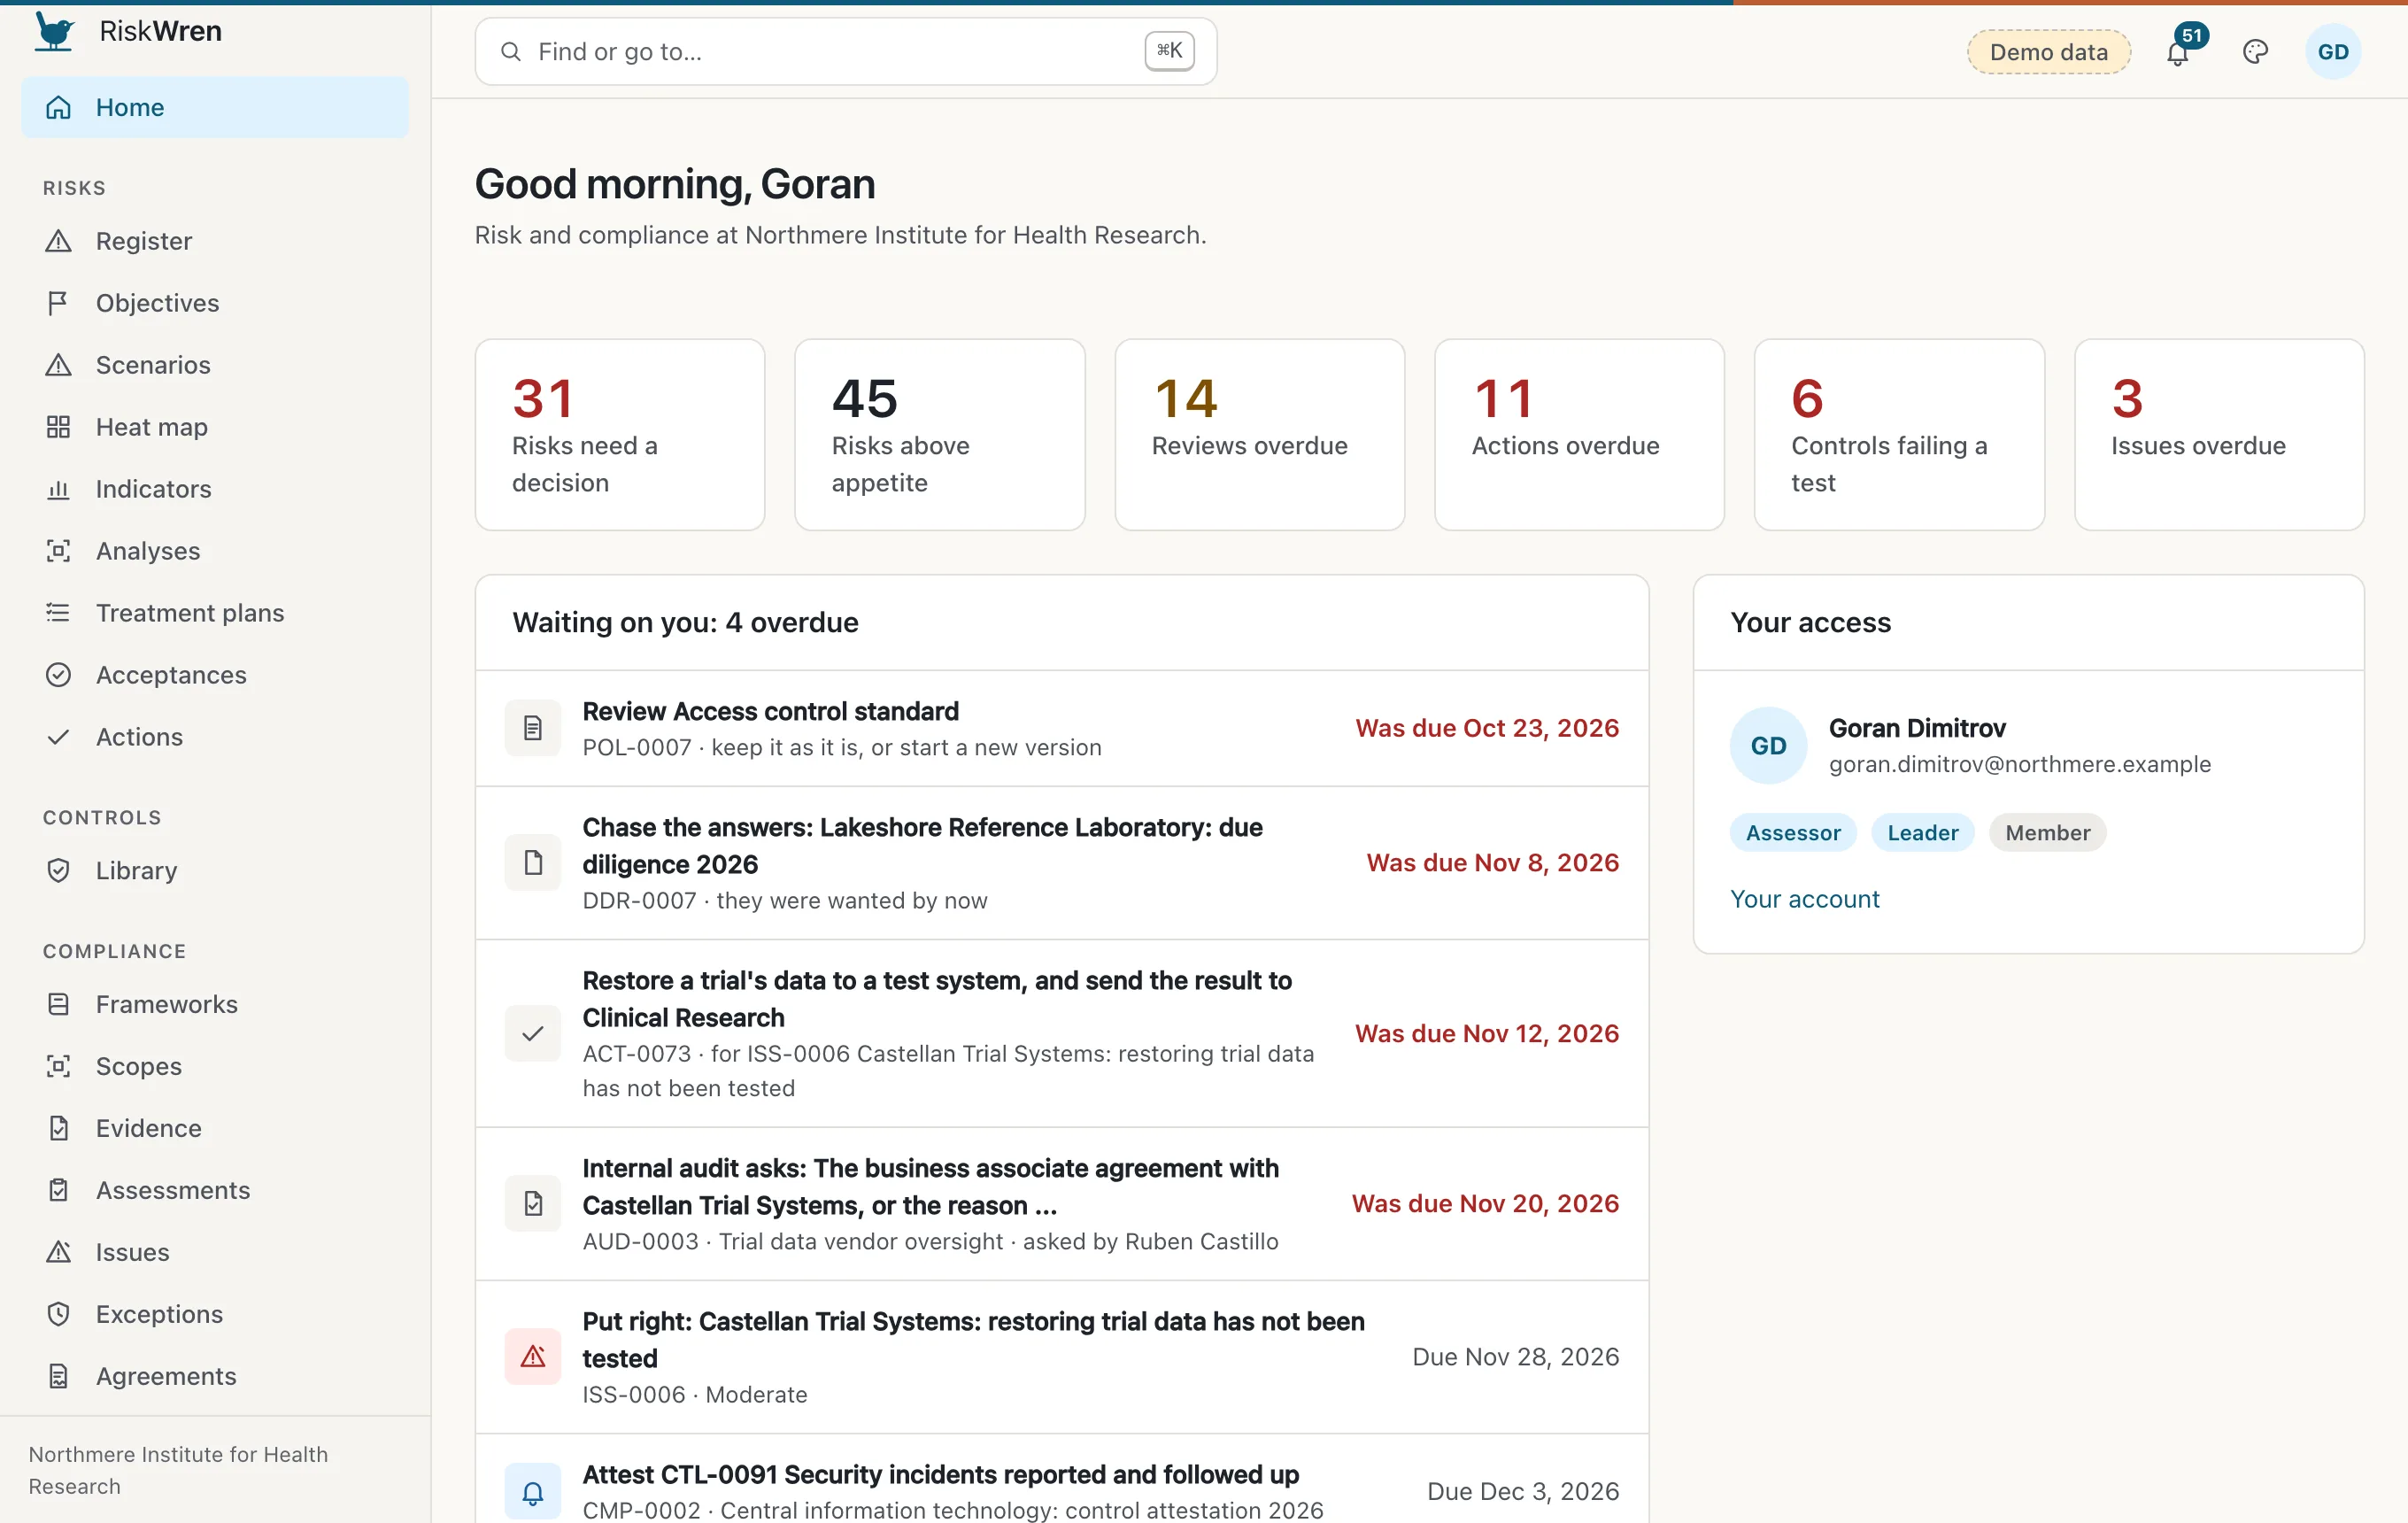 RiskWren
Find or go to...
⌘K
Demo data
51
GD
Home
RISKS
Register
Objectives
Scenarios
Heat map
Indicators
Analyses
Treatment plans
Acceptances
Actions
CONTROLS
Library
COMPLIANCE
Frameworks
Scopes
Evidence
Assessments
Issues
Exceptions
Agreements
Northmere Institute for Health
Research
Good morning, Goran
Risk and compliance at Northmere Institute for Health Research.
31
Risks need a
decision
45
Risks above
appetite
14
Reviews overdue
11
Actions overdue
6
Controls failing a
test
3
Issues overdue
Waiting on you: 4 overdue
Review Access control standard
POL-0007 · keep it as it is, or start a new version
Was due Oct 23, 2026
Chase the answers: Lakeshore Reference Laboratory: due
diligence 2026
DDR-0007 · they were wanted by now
Was due Nov 8, 2026
Restore a trial's data to a test system, and send the result to
Clinical Research
ACT-0073 · for ISS-0006 Castellan Trial Systems: restoring trial data
has not been tested
Was due Nov 12, 2026
Internal audit asks: The business associate agreement with
Castellan Trial Systems, or the reason ...
AUD-0003 · Trial data vendor oversight · asked by Ruben Castillo
Was due Nov 20, 2026
Put right: Castellan Trial Systems: restoring trial data has not been
tested
ISS-0006 · Moderate
Due Nov 28, 2026
Attest CTL-0091 Security incidents reported and followed up
CMP-0002 · Central information technology: control attestation 2026
Due Dec 3, 2026
Your access
GD
Goran Dimitrov
goran.dimitrov@northmere.example
Assessor
Leader
Member
Your account